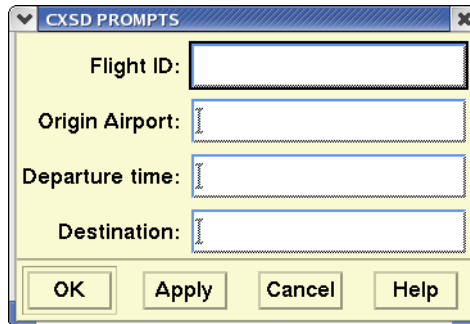 CXSD PROMPTS
Flight ID:
Origin Airport:
Departure time:
Destination:
OK Apply Cancel Help